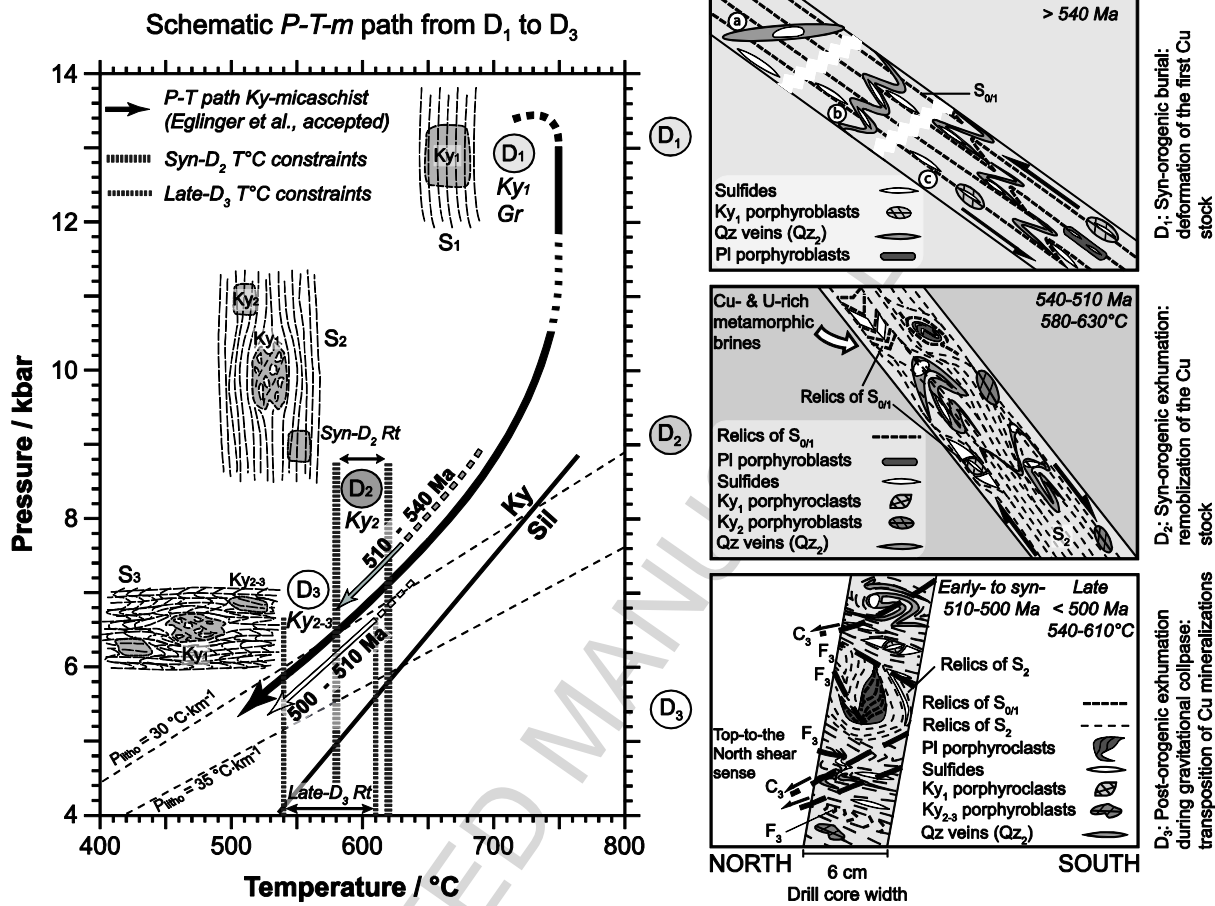 Schematic P-T-m path from D1 to D3
14
12
10
8
6
4
Pressure / kbar
400
500
600
700
800
Temperature / °C
P-T path Ky-micaschist
(Eglinger et al., accepted)
Syn-D2 T°C constraints
Late-D3 T°C constraints
Ky1
S1
D1
Ky1
Gr
Ky2
Ky1
S2
Syn-D2 Rt
D2
Ky2
510 - 540 Ma
Ky
Sil
S3
Ky2-3
Ky1
D3
Ky2-3
500 - 510 Ma
Plitho = 30 °C·km-1
Plitho = 35 °C·km-1
Late-D3 Rt
D1
> 540 Ma
a
b
c
S0/1
Sulfides
Ky1 porphyroblasts
Qz veins (Qz2)
Pl porphyroblasts
D1: Syn-orogenic burial:
deformation of the first Cu
stock
D2
Cu- & U-rich
metamorphic
brines
540-510 Ma
580-630°C
Relics of S0/1
Relics of S0/1
Pl porphyroblasts
Sulfides
Ky1 porphyroclasts
Ky2 porphyroblasts
Qz veins (Qz2)
S2
D2: Syn-orogenic exhumation:
remoblization of the Cu
stock
D3
Early- to syn-
510-500 Ma
Late
< 500 Ma
540-610°C
C3
F3
F3
Relics of S2
F3
Top-to-the
North shear
sense
C3
F3
Relics of S0/1
Relics of S2
Pl porphyroclasts
Sulfides
Ky1 porphyroclasts
Ky2-3 porphyroblasts
Qz veins (Qz2)
NORTH
SOUTH
6 cm
Drill core width
D3: Post-orogenic exhumation
during gravitational collpase:
transposition of Cu mineralizations
TED MANU